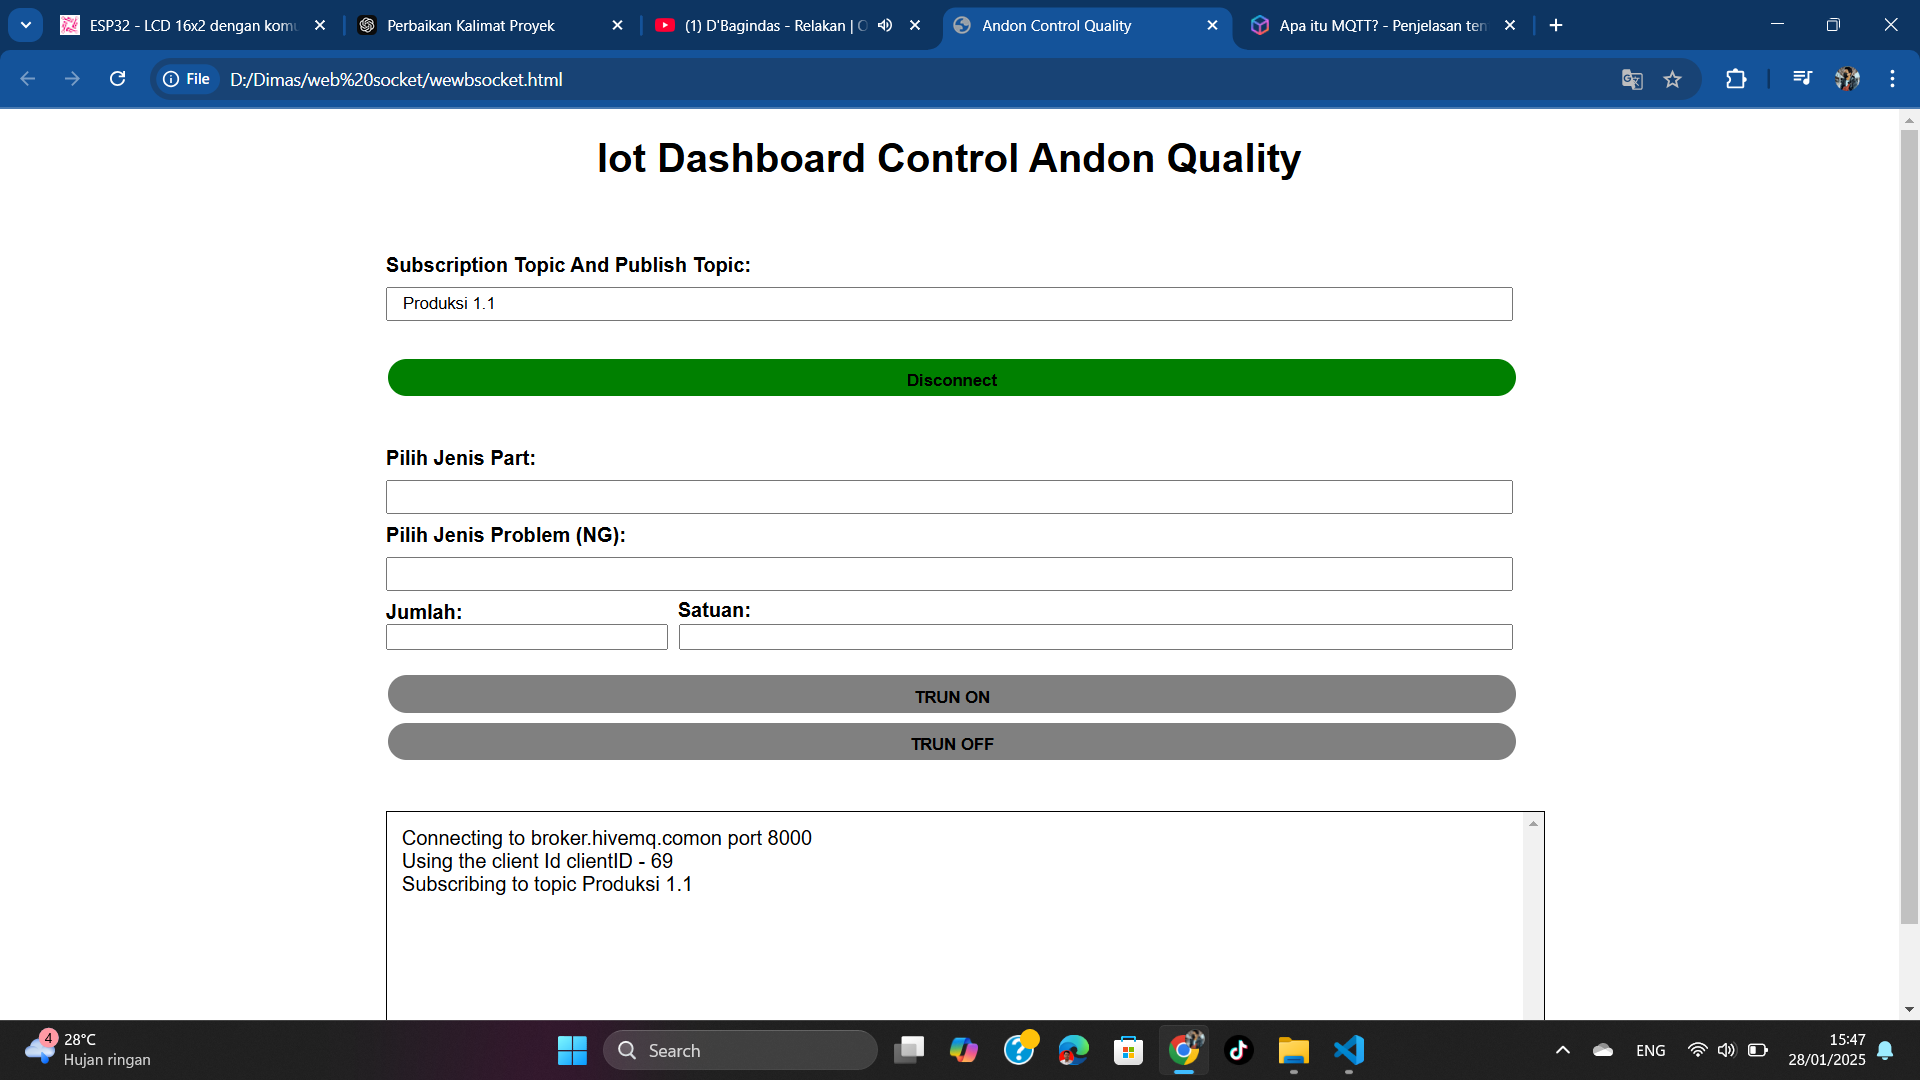 ESP32 - LCD 16x2 dengan komu
Perbaikan Kalimat Proyek
(1) D'Bagindas - Relakan |
Andon Control Quality
Apa itu MQTT? - Penjelasan ten
File
D:/Dimas/web%20socket/wewbsocket.html
Iot Dashboard Control Andon Quality
Subscription Topic And Publish Topic:
Produksi 1.1
Disconnect
Pilih Jenis Part:
Pilih Jenis Problem (NG):
Jumlah:
Satuan:
TRUN ON
TRUN OFF
Connecting to broker.hivemq.comon port 8000
Using the client Id clientID - 69
Subscribing to topic Produksi 1.1
4
28°C
Hujan ringan
Search
ENG
15:47
28/01/2025